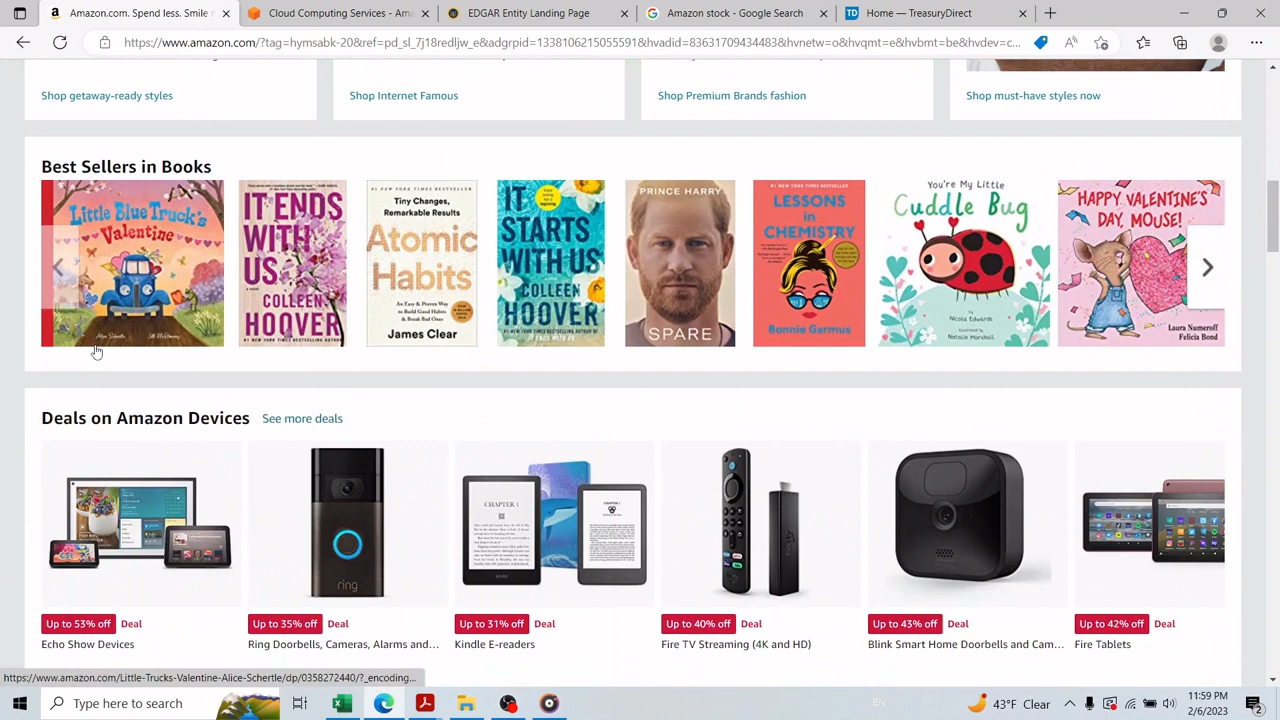 Amazon.com. Spend less. Smile m
Cloud Computing Services - Ama
EDGAR Entity Landing Page
Amazon stock - Google Search
TD
Home — TreasuryDirect
https://www.amazon.com/?tag=hymsabk-20&ref=pd_sl_7j18redljw_e&adgrpid=1338106215055591&hvadid=83631709434483&hvnetw=o&hvqmt=e&hvbmt=be&hvdev=c...
Shop getaway-ready styles
Shop Internet Famous
Shop Premium Brands fashion
Shop must-have styles now
Best Sellers in Books
Little Blue Truck's
Valentine
IT ENDS
WITH
US
COLLEEN
HOOVER
A NEW YORK TIMES BESTSELLER
Tiny Changes,
Remarkable Results
Atomic
Habits
An Easy & Proven Way
to Build Good Habits
& Break Bad Ones
James Clear
IT
STARTS
WITH US
COLLEEN
HOOVER
PRINCE HARRY
SPARE
#1 NEW YORK TIMES BESTSELLER
LESSONS
in
CHEMISTRY
Bonnie Garmus
You're My Little
Cuddle Bug
Nicola Edwards
Illustrated by
Natalie Marshall
HAPPY VALENTINE'S
DAY, MOUSE!
Laura Numeroff
Felicia Bond
Deals on Amazon Devices See more deals
ring
CHAPTER 1
kindle
Up to 53% off Deal
Echo Show Devices
Up to 35% off Deal
Ring Doorbells, Cameras, Alarms and...
Up to 31% off Deal
Kindle E-readers
Up to 40% off Deal
Fire TV Streaming (4K and HD)
Up to 43% off Deal
Blink Smart Home Doorbells and Cam...
Up to 42% off Deal
Fire Tablets
https://www.amazon.com/Little-Trucks-Valentine-Alice-Schertle/dp/0358272440/?_encoding...
Type here to search
EN
43°F Clear
11:59 PM
2/6/2023
2